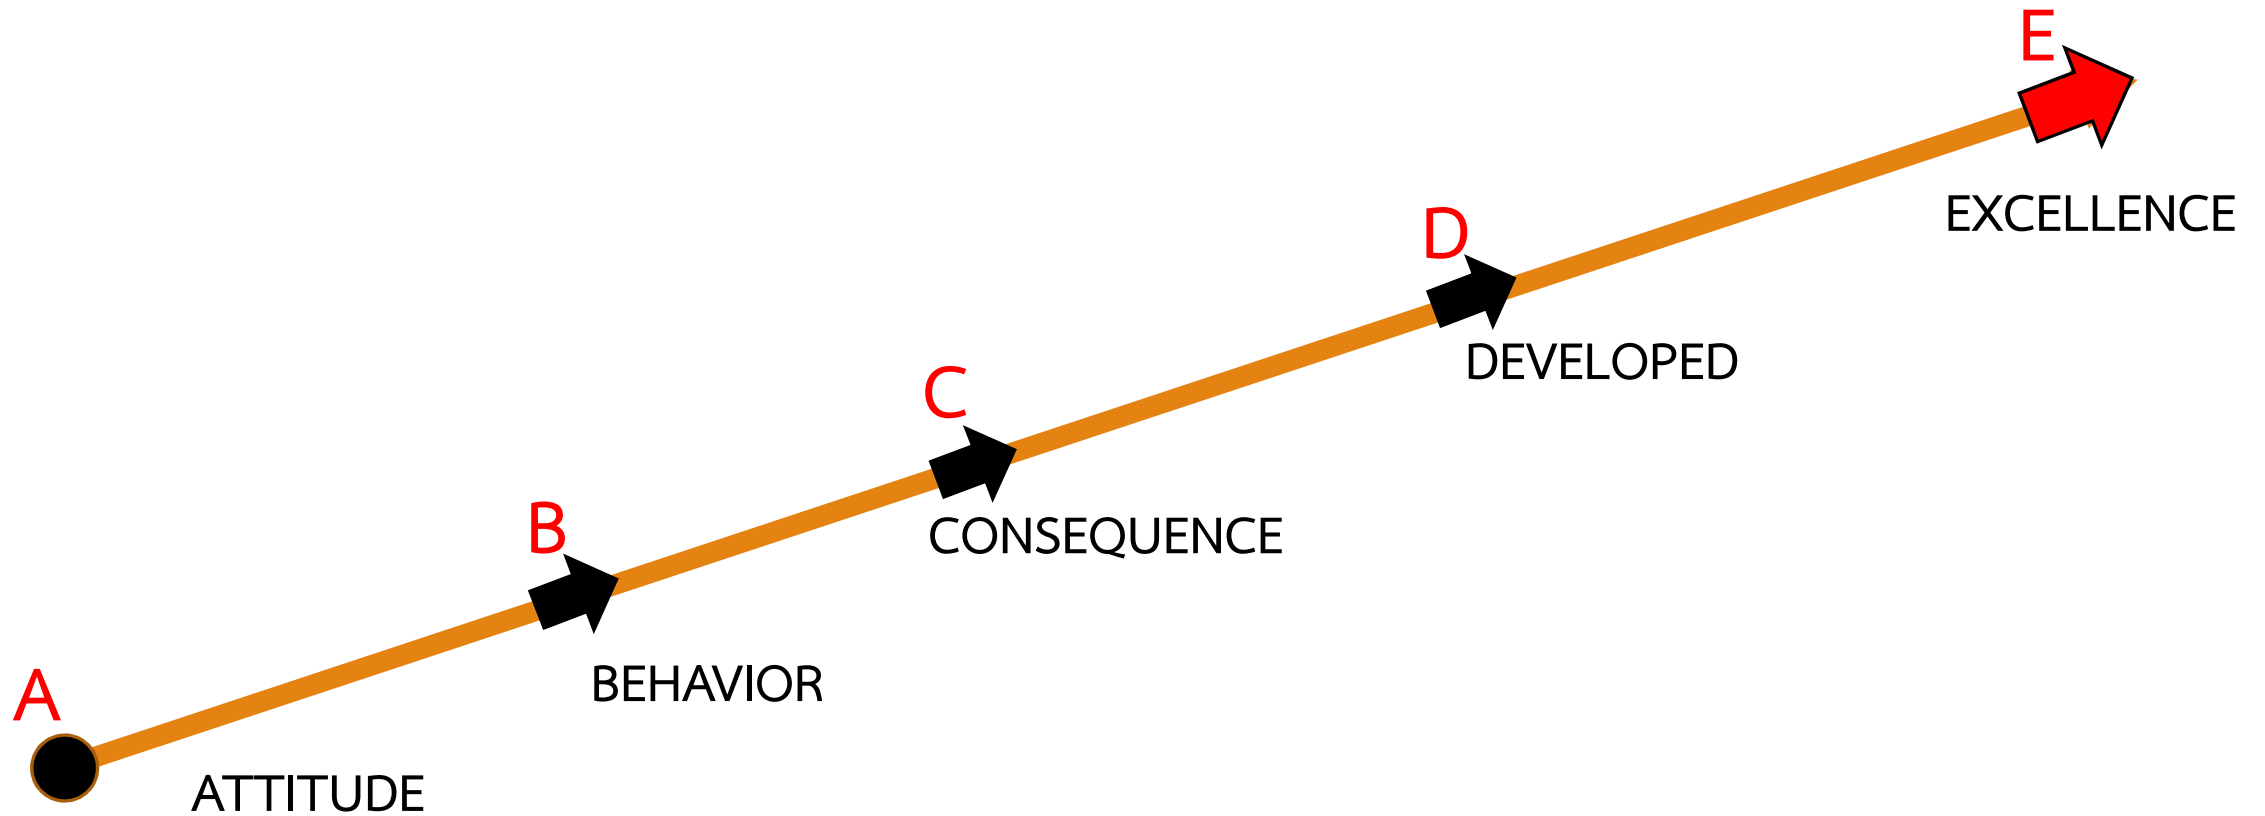 A
ATTITUDE
B
BEHAVIOR
C
CONSEQUENCE
D
DEVELOPED
E
EXCELLENCE